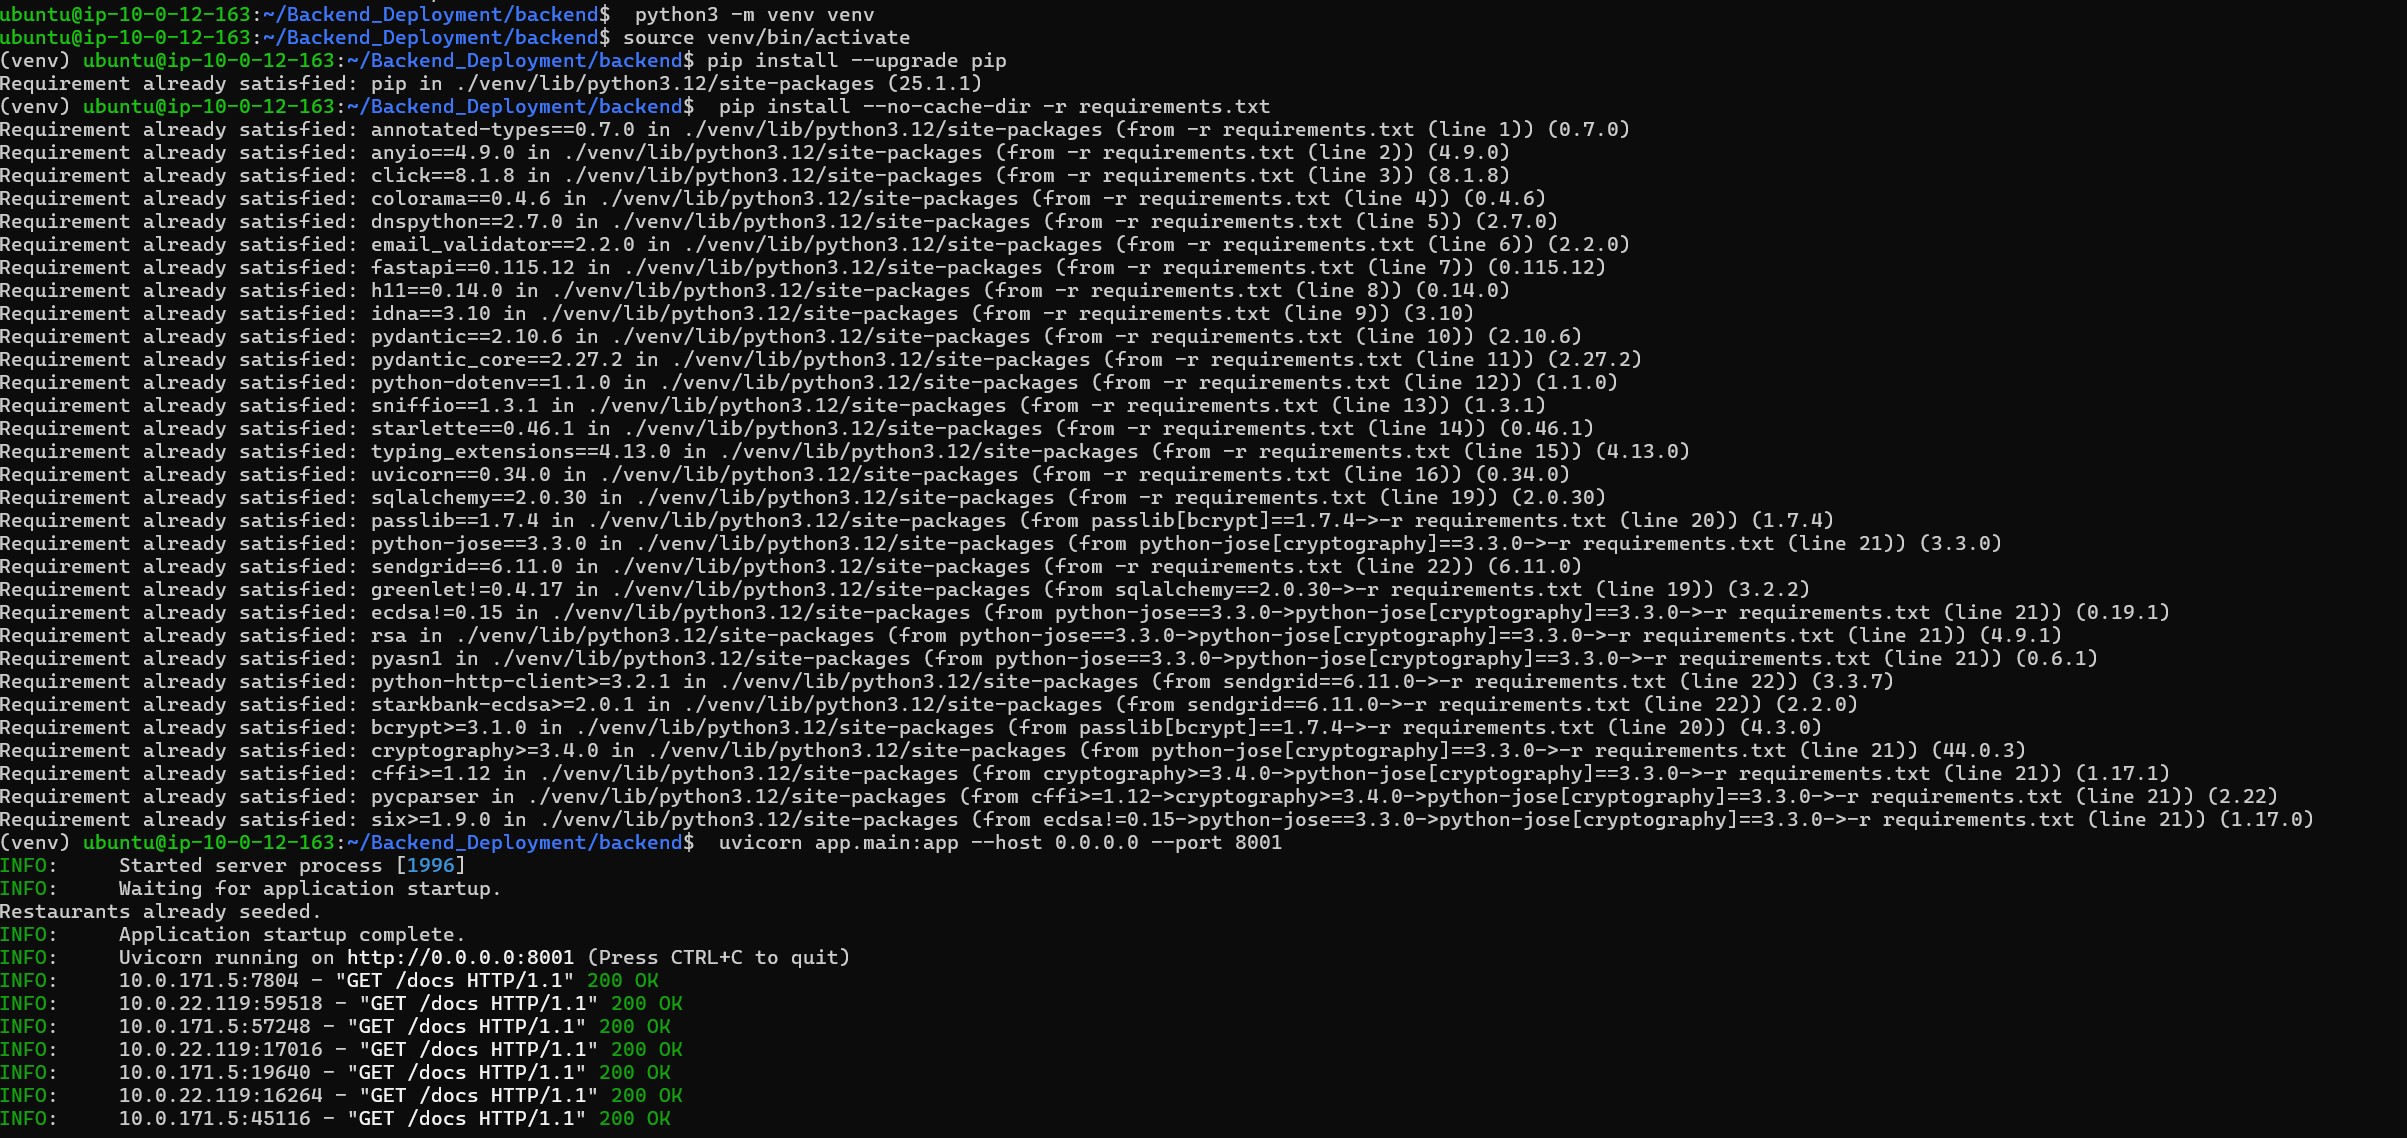 ubuntu@ip-10-0-12-163:~/Backend_Deployment/backend$  python3 -m venv venv
ubuntu@ip-10-0-12-163:~/Backend_Deployment/backend$ source venv/bin/activate
(venv) ubuntu@ip-10-0-12-163:~/Backend_Deployment/backend$ pip install --upgrade pip
Requirement already satisfied: pip in ./venv/lib/python3.12/site-packages (25.1.1)
(venv) ubuntu@ip-10-0-12-163:~/Backend_Deployment/backend$  pip install --no-cache-dir -r requirements.txt
Requirement already satisfied: annotated-types==0.7.0 in ./venv/lib/python3.12/site-packages (from -r requirements.txt (line 1)) (0.7.0)
Requirement already satisfied: anyio==4.9.0 in ./venv/lib/python3.12/site-packages (from -r requirements.txt (line 2)) (4.9.0)
Requirement already satisfied: click==8.1.8 in ./venv/lib/python3.12/site-packages (from -r requirements.txt (line 3)) (8.1.8)
Requirement already satisfied: colorama==0.4.6 in ./venv/lib/python3.12/site-packages (from -r requirements.txt (line 4)) (0.4.6)
Requirement already satisfied: dnspython==2.7.0 in ./venv/lib/python3.12/site-packages (from -r requirements.txt (line 5)) (2.7.0)
Requirement already satisfied: email_validator==2.2.0 in ./venv/lib/python3.12/site-packages (from -r requirements.txt (line 6)) (2.2.0)
Requirement already satisfied: fastapi==0.115.12 in ./venv/lib/python3.12/site-packages (from -r requirements.txt (line 7)) (0.115.12)
Requirement already satisfied: h11==0.14.0 in ./venv/lib/python3.12/site-packages (from -r requirements.txt (line 8)) (0.14.0)
Requirement already satisfied: idna==3.10 in ./venv/lib/python3.12/site-packages (from -r requirements.txt (line 9)) (3.10)
Requirement already satisfied: pydantic==2.10.6 in ./venv/lib/python3.12/site-packages (from -r requirements.txt (line 10)) (2.10.6)
Requirement already satisfied: pydantic_core==2.27.2 in ./venv/lib/python3.12/site-packages (from -r requirements.txt (line 11)) (2.27.2)
Requirement already satisfied: python-dotenv==1.1.0 in ./venv/lib/python3.12/site-packages (from -r requirements.txt (line 12)) (1.1.0)
Requirement already satisfied: sniffio==1.3.1 in ./venv/lib/python3.12/site-packages (from -r requirements.txt (line 13)) (1.3.1)
Requirement already satisfied: starlette==0.46.1 in ./venv/lib/python3.12/site-packages (from -r requirements.txt (line 14)) (0.46.1)
Requirement already satisfied: typing_extensions==4.13.0 in ./venv/lib/python3.12/site-packages (from -r requirements.txt (line 15)) (4.13.0)
Requirement already satisfied: uvicorn==0.34.0 in ./venv/lib/python3.12/site-packages (from -r requirements.txt (line 16)) (0.34.0)
Requirement already satisfied: sqlalchemy==2.0.30 in ./venv/lib/python3.12/site-packages (from -r requirements.txt (line 19)) (2.0.30)
Requirement already satisfied: passlib==1.7.4 in ./venv/lib/python3.12/site-packages (from passlib[bcrypt]==1.7.4->-r requirements.txt (line 20)) (1.7.4)
Requirement already satisfied: python-jose==3.3.0 in ./venv/lib/python3.12/site-packages (from python-jose[cryptography]==3.3.0->-r requirements.txt (line 21)) (3.3.0)
Requirement already satisfied: sendgrid==6.11.0 in ./venv/lib/python3.12/site-packages (from -r requirements.txt (line 22)) (6.11.0)
Requirement already satisfied: greenlet!=0.4.17 in ./venv/lib/python3.12/site-packages (from sqlalchemy==2.0.30->-r requirements.txt (line 19)) (3.2.2)
Requirement already satisfied: ecdsa!=0.15 in ./venv/lib/python3.12/site-packages (from python-jose==3.3.0->python-jose[cryptography]==3.3.0->-r requirements.txt (line 21)) (0.19.1)
Requirement already satisfied: rsa in ./venv/lib/python3.12/site-packages (from python-jose==3.3.0->python-jose[cryptography]==3.3.0->-r requirements.txt (line 21)) (4.9.1)
Requirement already satisfied: pyasn1 in ./venv/lib/python3.12/site-packages (from python-jose==3.3.0->python-jose[cryptography]==3.3.0->-r requirements.txt (line 21)) (0.6.1)
Requirement already satisfied: python-http-client>=3.2.1 in ./venv/lib/python3.12/site-packages (from sendgrid==6.11.0->-r requirements.txt (line 22)) (3.3.7)
Requirement already satisfied: starkbank-ecdsa>=2.0.1 in ./venv/lib/python3.12/site-packages (from sendgrid==6.11.0->-r requirements.txt (line 22)) (2.2.0)
Requirement already satisfied: bcrypt>=3.1.0 in ./venv/lib/python3.12/site-packages (from passlib[bcrypt]==1.7.4->-r requirements.txt (line 20)) (4.3.0)
Requirement already satisfied: cryptography>=3.4.0 in ./venv/lib/python3.12/site-packages (from python-jose[cryptography]==3.3.0->-r requirements.txt (line 21)) (44.0.3)
Requirement already satisfied: cffi>=1.12 in ./venv/lib/python3.12/site-packages (from cryptography>=3.4.0->python-jose[cryptography]==3.3.0->-r requirements.txt (line 21)) (1.17.1)
Requirement already satisfied: pycparser in ./venv/lib/python3.12/site-packages (from cffi>=1.12->cryptography>=3.4.0->python-jose[cryptography]==3.3.0->-r requirements.txt (line 21)) (2.22)
Requirement already satisfied: six>=1.9.0 in ./venv/lib/python3.12/site-packages (from ecdsa!=0.15->python-jose==3.3.0->python-jose[cryptography]==3.3.0->-r requirements.txt (line 21)) (1.17.0)
(venv) ubuntu@ip-10-0-12-163:~/Backend_Deployment/backend$  uvicorn app.main:app --host 0.0.0.0 --port 8001
INFO:     Started server process [1996]
INFO:     Waiting for application startup.
Restaurants already seeded.
INFO:     Application startup complete.
INFO:     Uvicorn running on http://0.0.0.0:8001 (Press CTRL+C to quit)
INFO:     10.0.171.5:7804 - "GET /docs HTTP/1.1" 200 OK
INFO:     10.0.22.119:59518 - "GET /docs HTTP/1.1" 200 OK
INFO:     10.0.171.5:57248 - "GET /docs HTTP/1.1" 200 OK
INFO:     10.0.22.119:17016 - "GET /docs HTTP/1.1" 200 OK
INFO:     10.0.171.5:19640 - "GET /docs HTTP/1.1" 200 OK
INFO:     10.0.22.119:16264 - "GET /docs HTTP/1.1" 200 OK
INFO:     10.0.171.5:45116 - "GET /docs HTTP/1.1" 200 OK